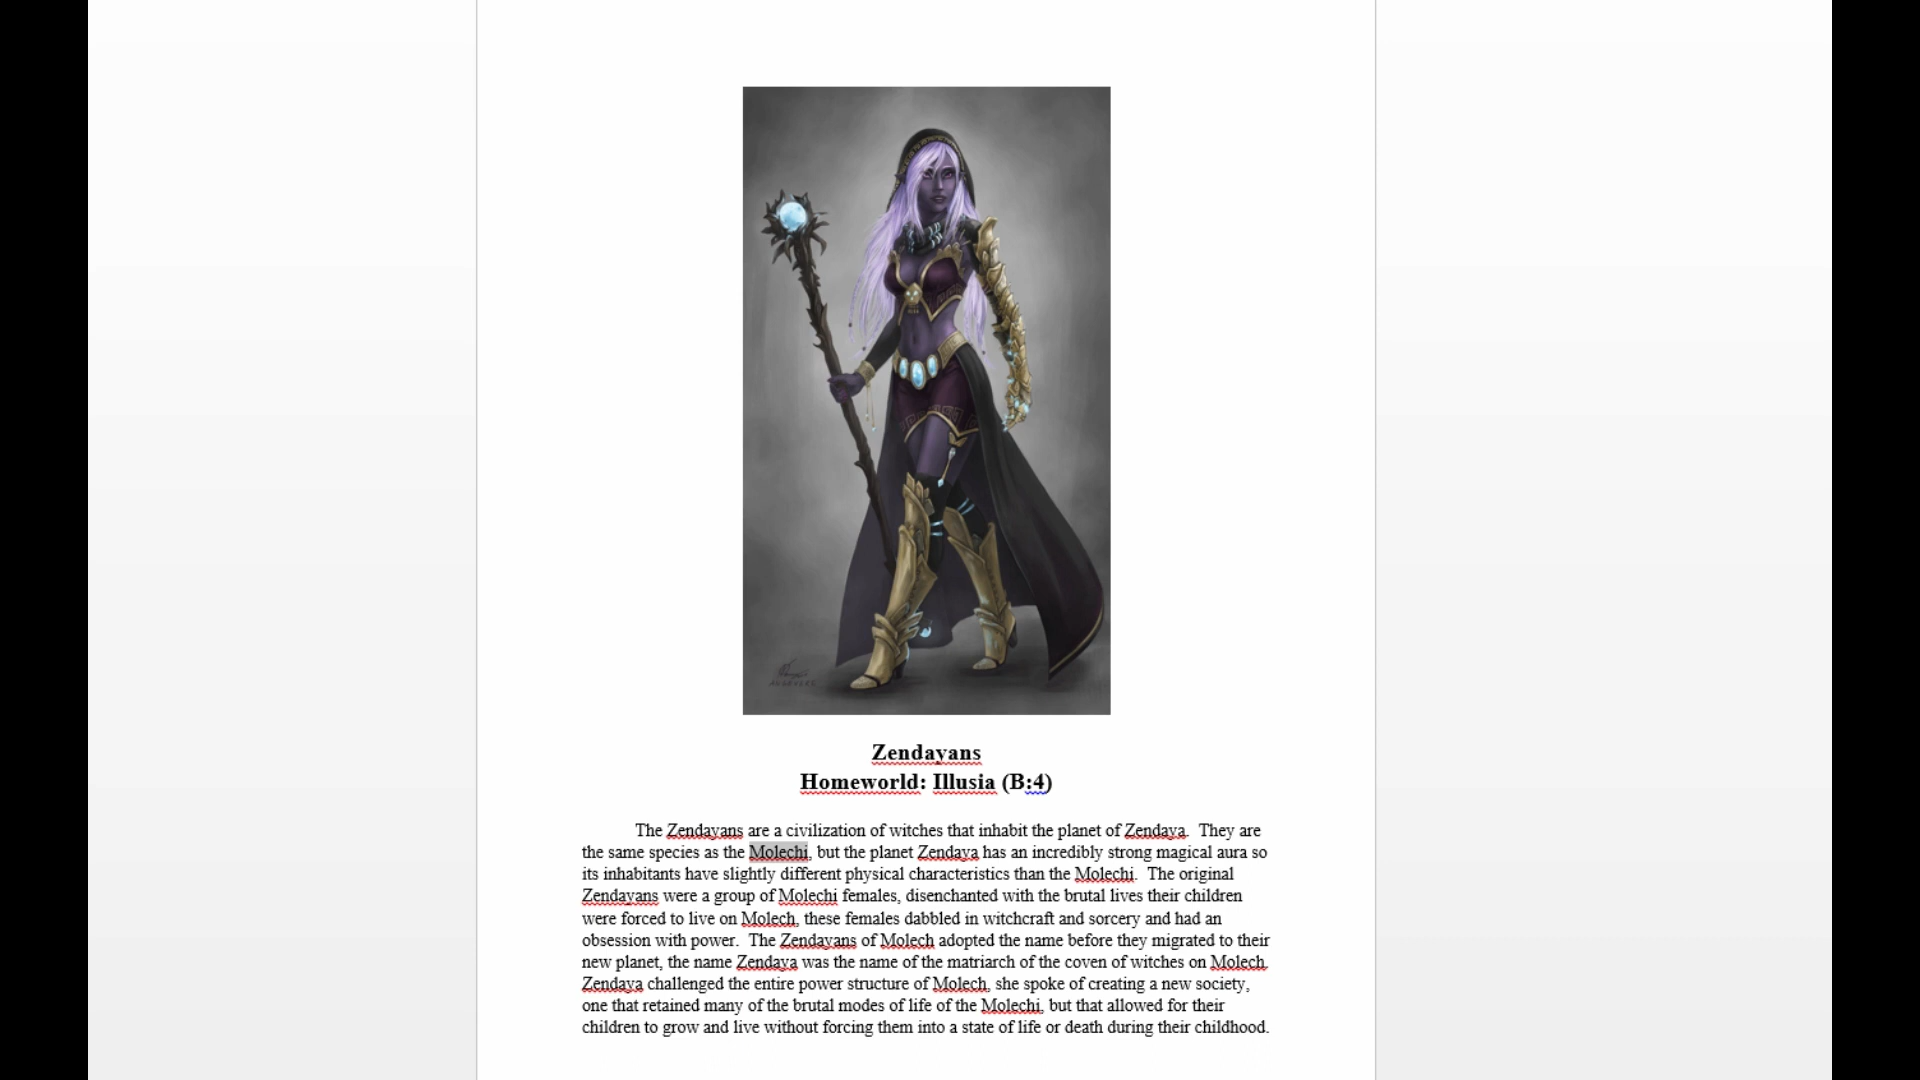 Zendayans
Homeworld: Illusia (B:4)
The Zendayans are a civilization of witches that inhabit the planet of Zendaya.  They are
the same species as the Molechi, but the planet Zendaya has an incredibly strong magical aura so
its inhabitants have slightly different physical characteristics than the Molechi.  The original
Zendayans were a group of Molechi females, disenchanted with the brutal lives their children
were forced to live on Molech, these females dabbled in witchcraft and sorcery and had an
obsession with power.  The Zendayans of Molech adopted the name before they migrated to their
new planet, the name Zendaya was the name of the matriarch of the coven of witches on Molech.
Zendaya challenged the entire power structure of Molech, she spoke of creating a new society,
one that retained many of the brutal modes of life of the Molechi, but that allowed for their
children to grow and live without forcing them into a state of life or death during their childhood.